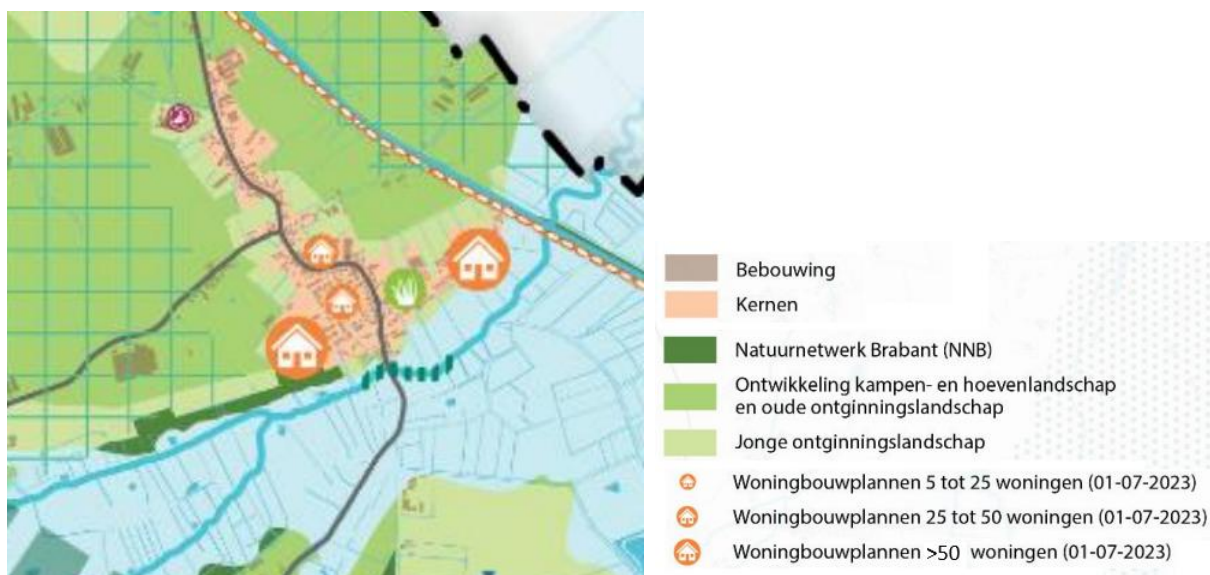 Bebouwing
Kernen
Natuurnetwerk Brabant (NNB)
Ontwikkeling kampen- en hoevenlandschap
en oude ontginningslandschap
Jonge ontginningslandschap
Woningbouwplannen 5 tot 25 woningen (01-07-2023)
Woningbouwplannen 25 tot 50 woningen (01-07-2023)
Woningbouwplannen >50 woningen (01-07-2023)